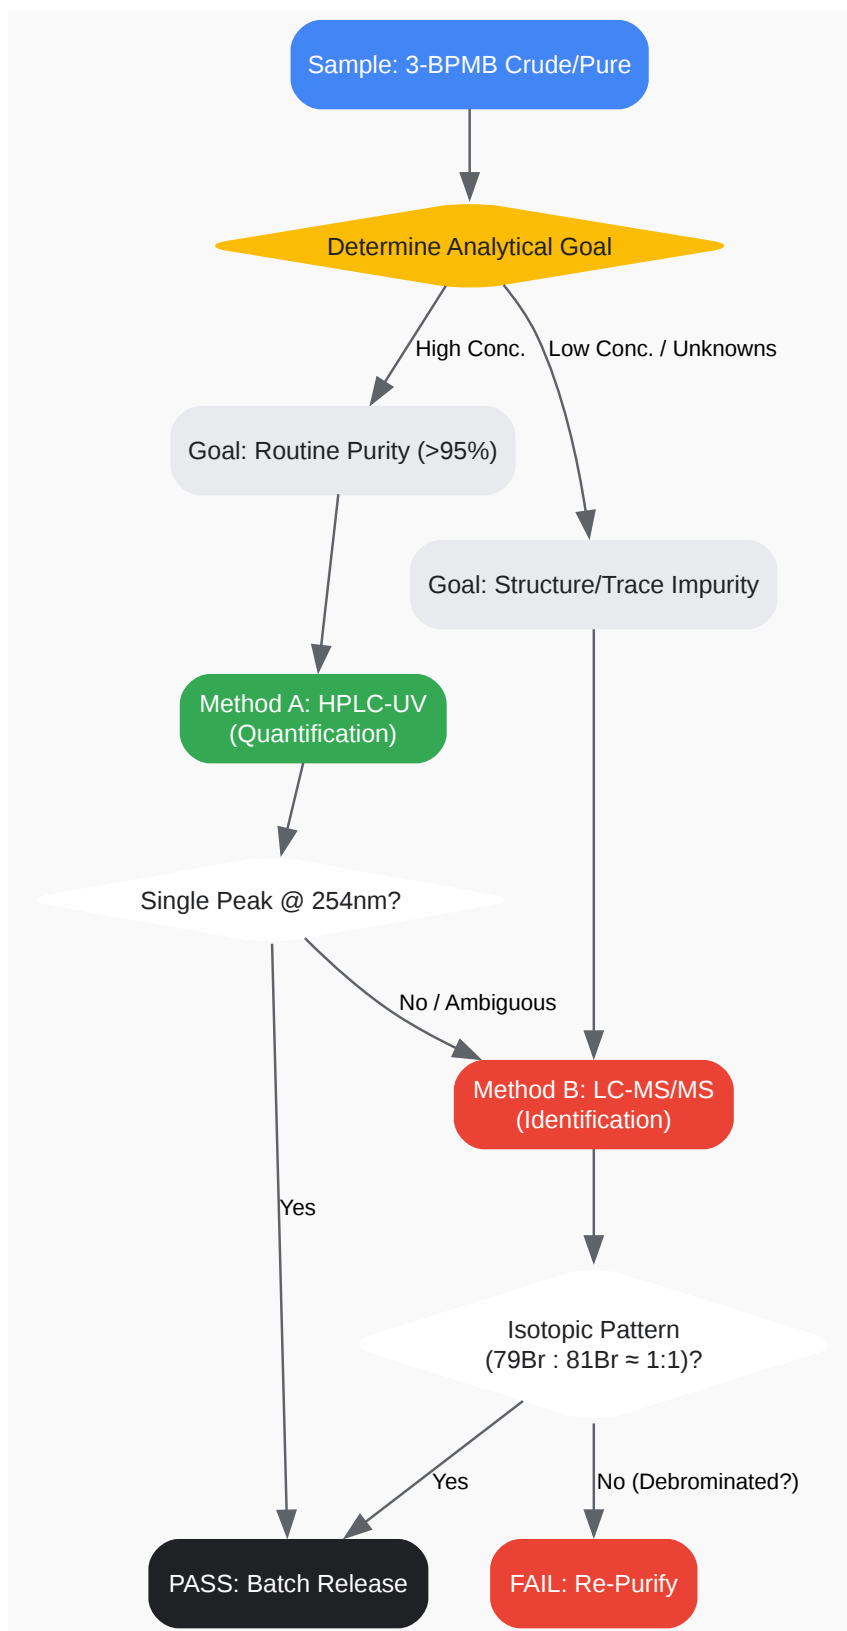 Sample: 3-BPMB Crude/Pure
Determine Analytical Goal
High Conc.
Low Conc. / Unknowns
Goal: Routine Purity (>95%)
Goal: Structure/Trace Impurity
Method A: HPLC-UV
(Quantification)
Single Peak @ 254nm?
No / Ambiguous
Method B: LC-MS/MS
(Identification)
Yes
Isotopic Pattern
(79Br : 81Br ≈ 1:1)?
Yes
No (Debrominated?)
PASS: Batch Release
FAIL: Re-Purify